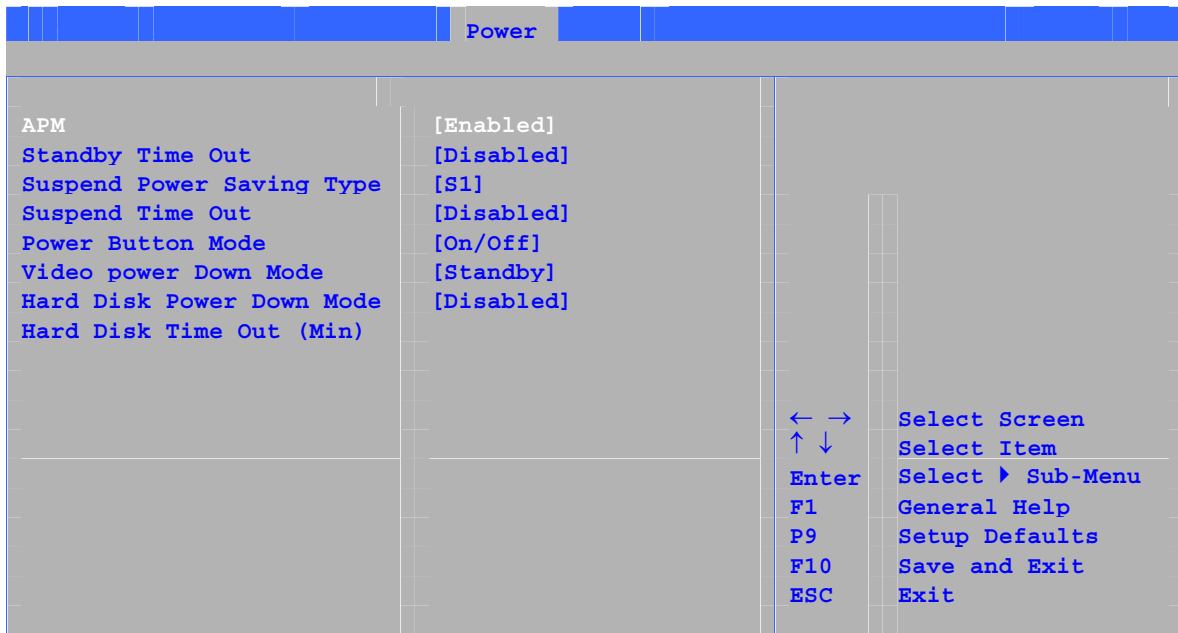 Power
APM [Enabled]
Standby Time Out [Disabled]
Suspend Power Saving Type [S1]
Suspend Time Out [Disabled]
Power Button Mode [On/Off]
Video power Down Mode [Standby]
Hard Disk Power Down Mode [Disabled]
Hard Disk Time Out (Min)
← → Select Screen
↑ ↓ Select Item
Enter Select ▶ Sub-Menu
F1 General Help
P9 Setup Defaults
F10 Save and Exit
ESC Exit